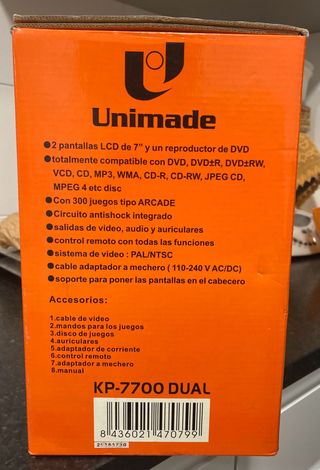 Unimade
●2 pantallas LCD de 7” y un reproductor de DVD
●totalmente compatible con DVD, DVD±R, DVD±RW,
VCD, CD, MP3, WMA, CD-R, CD-RW, JPEG CD,
MPEG 4 etc disc
●Con 300 juegos tipo ARCADE
●Circuito antishock integrado
●salidas de video, audio y auriculares
●control remoto con todas las funciones
●sistema de video : PAL/NTSC
●cable adaptador a mechero ( 110-240 V AC/DC)
●soporte para poner las pantallas en el cabecero
Accesorios:
1.cable de video
2.mandos para los juegos
3.disco de juegos
4.auriculares
5.adaptador de corriente
6.control remoto
7.adaptador a mechero
8.manual
KP-7700 DUAL
8 436021 470799